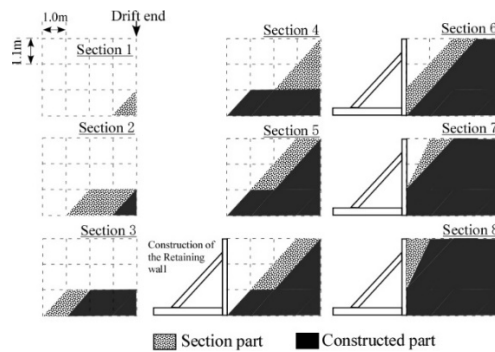 1.0m
Drift end
1.1m
Section 1
Section 2
Section 3
Section 4
Section 5
Construction of
the Retaining
wall
Section 6
Section 7
Section 8
Section part
Constructed part